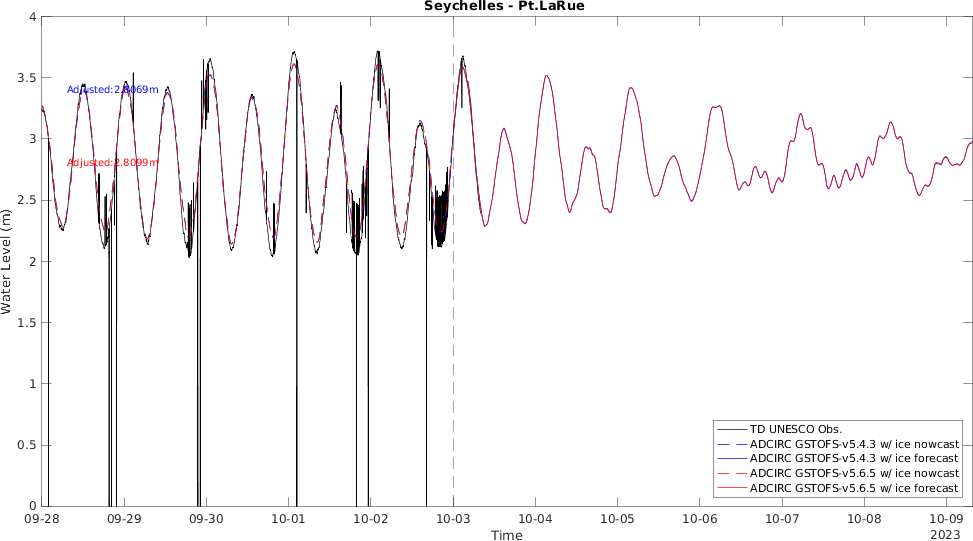 Seychelles - Pt.LaRue
Water Level (m)
4
3.5
3
2.5
2
1.5
1
0.5
0
Adjusted:2.8069m
Adjusted:2.8099m
TD UNESCO Obs.
ADCIRC GSTOFS-v5.4.3 w/ ice nowcast
ADCIRC GSTOFS-v5.4.3 w/ ice forecast
ADCIRC GSTOFS-v5.6.5 w/ ice nowcast
ADCIRC GSTOFS-v5.6.5 w/ ice forecast
09-28 09-29 09-30 10-01 10-02 10-03 10-04 10-05 10-06 10-07 10-08 10-09
2023
Time